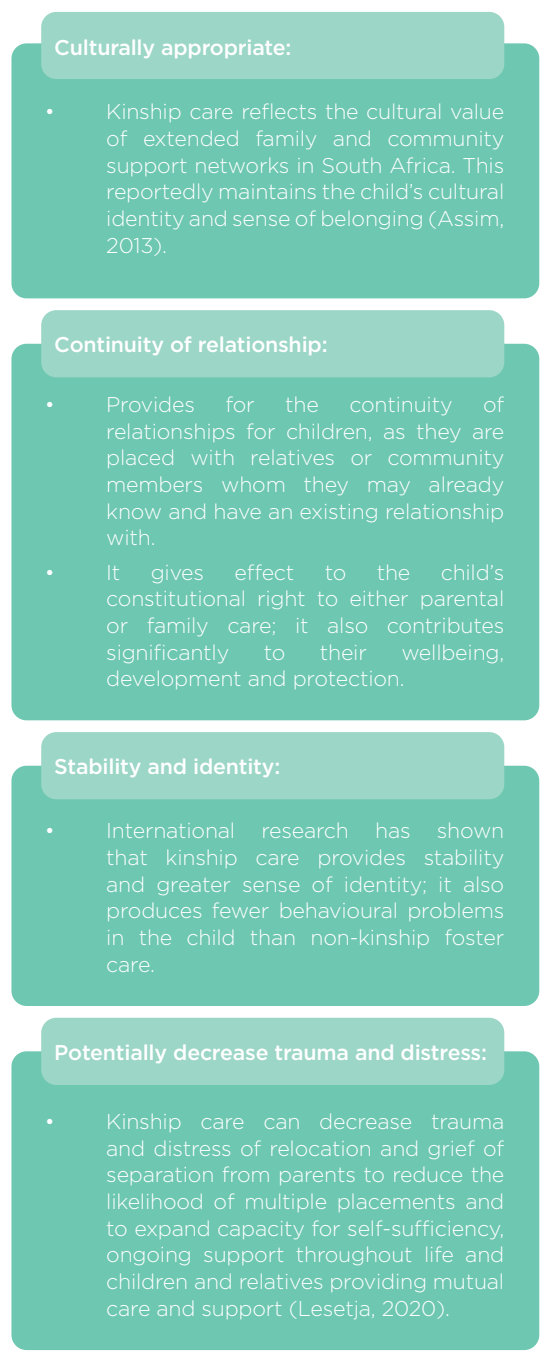 Culturally appropriate:
• Kinship care reflects the cultural value
of extended family and community
support networks in South Africa. This
reportedly maintains the child's cultural
identity and sense of belonging (Assim,
2013).
Continuity of relationship:
• Provides for the continuity of
relationships for children, as they are
placed with relatives or community
members whom they may already
know and have an existing relationship
with.
• It gives effect to the child's
constitutional right to either parental
or family care; it also contributes
significantly to their wellbeing,
development and protection.
Stability and identity:
• International research has shown
that kinship care provides stability
and greater sense of identity; it also
produces fewer behavioural problems
in the child than non-kinship foster
care.
Potentially decrease trauma and distress:
• Kinship care can decrease trauma
and distress of relocation and grief of
separation from parents to reduce the
likelihood of multiple placements and
to expand capacity for self-sufficiency,
ongoing support throughout life and
children and relatives providing mutual
care and support (Lesetja, 2020).